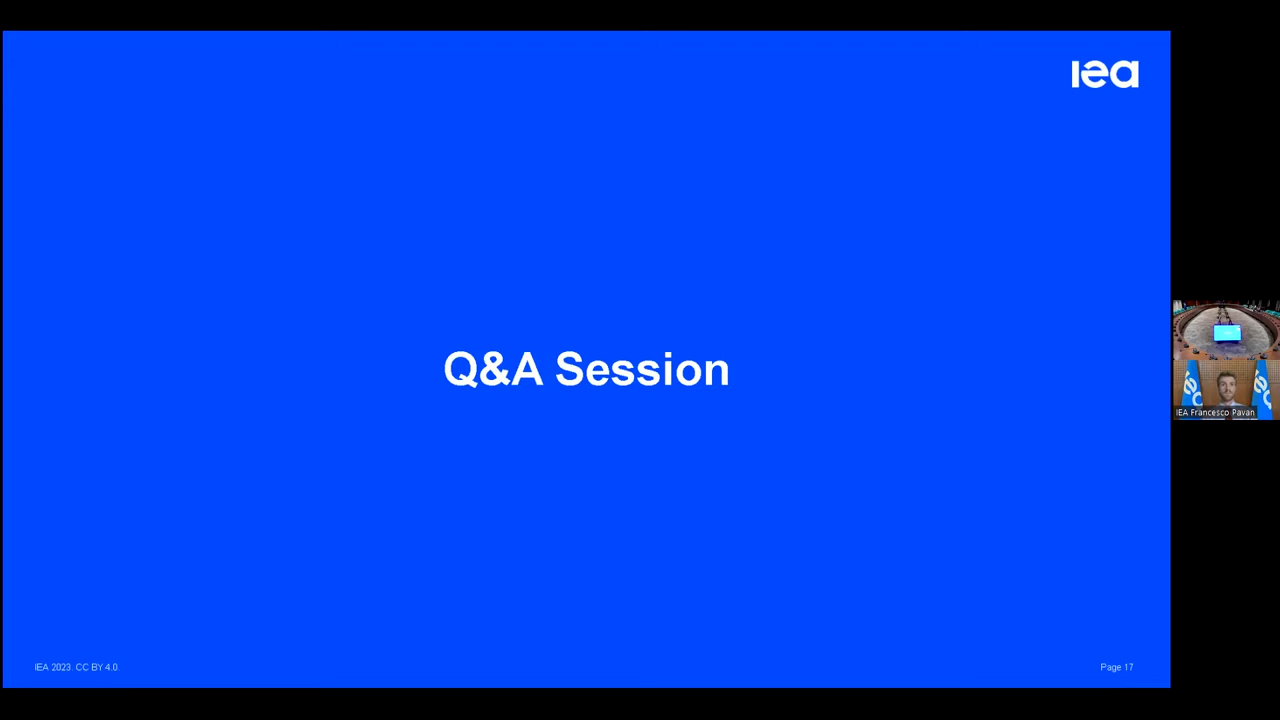 iea
Q&A Session
IEA Francesco Pavan
IEA 2023. CC BY 4.0.
Page 17